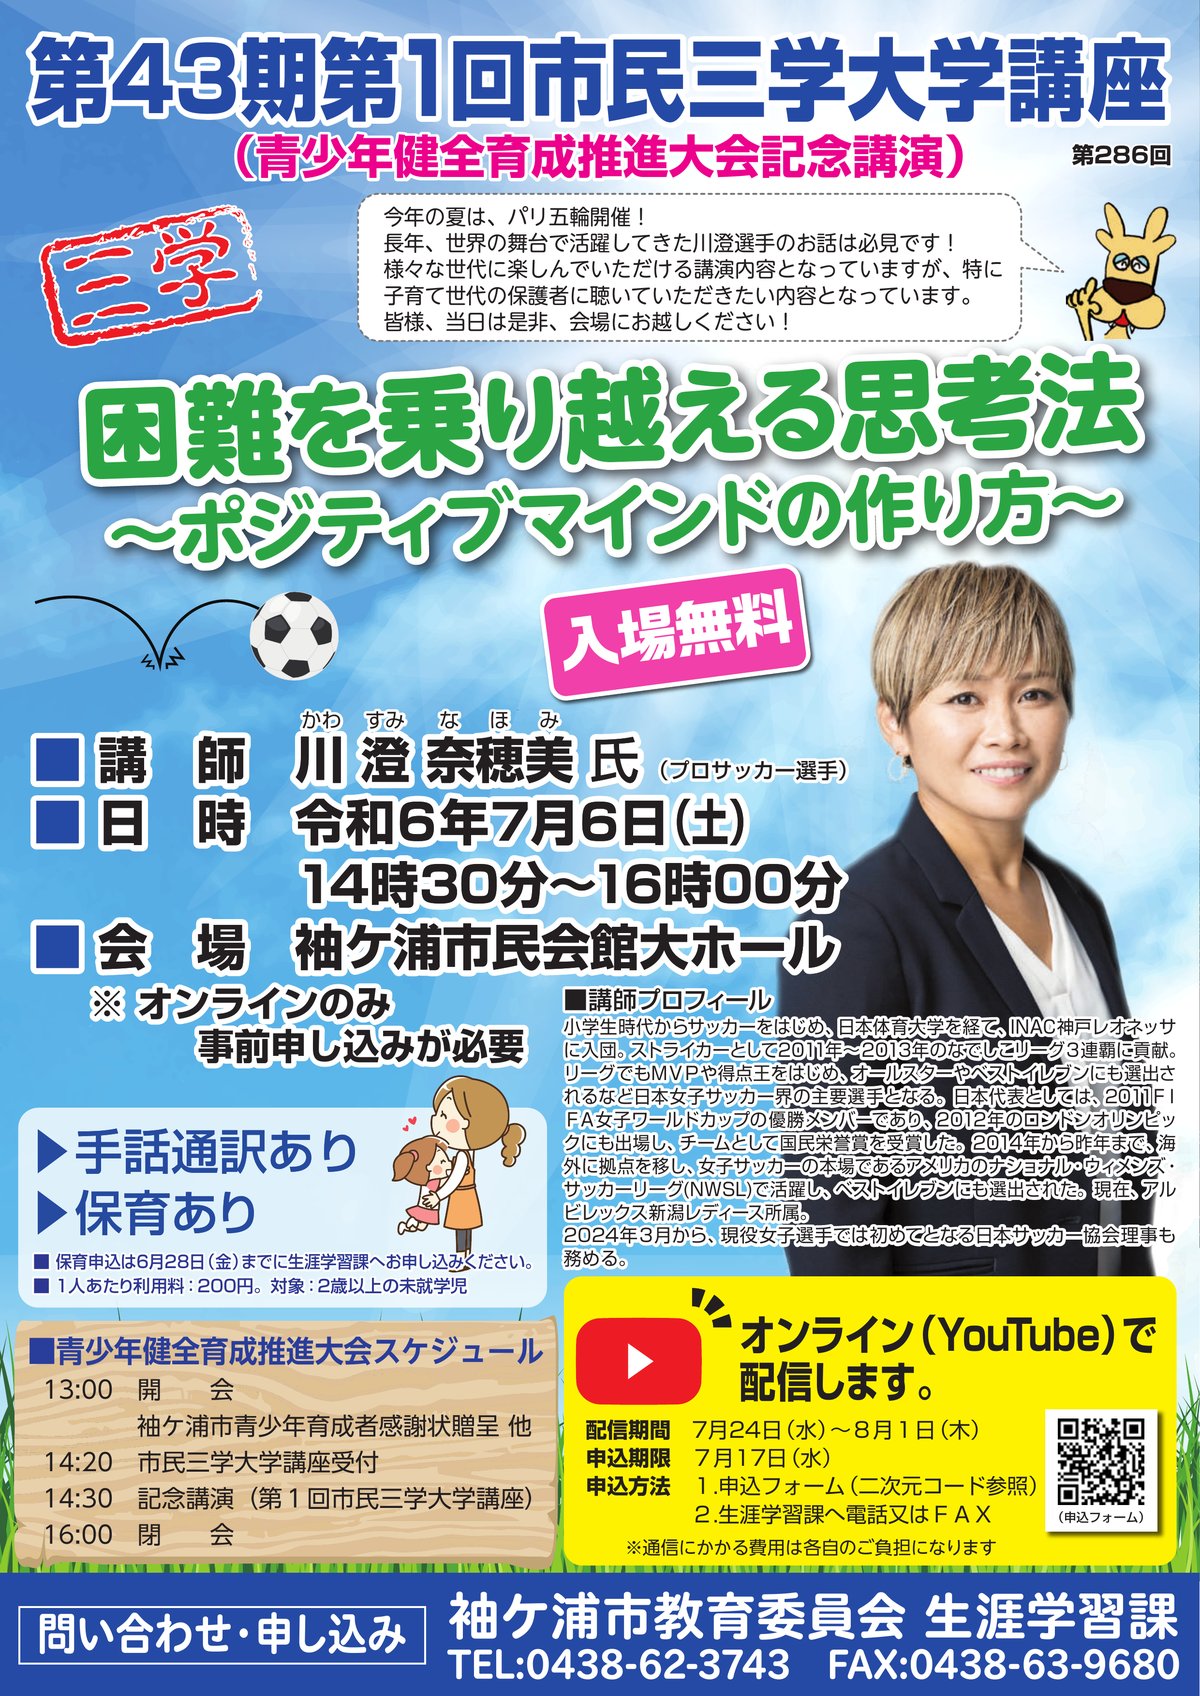 第43期第1回市民三学大学講座
（青少年健全育成推進大会記念講演）
第286回
三学
今年の夏は、パリ五輪開催！
長年、世界の舞台で活躍してきた川澄選手のお話は必見です！
様々な世代に楽しんでいただける講演内容となっていますが、特に
子育て世代の保護者に聴いていただきたい内容となっています。
皆様、当日は是非、会場にお越しください！
困難を乗り越える思考法
～ポジティブマインドの作り方～
入場無料
かわ すみ な ほ み
■講　師　川澄 奈穂美 氏（プロサッカー選手）
■日　時　令和6年7月6日（土）
14時30分～16時00分
■会　場　袖ケ浦市民会館大ホール
※ オンラインのみ
事前申し込みが必要
■講師プロフィール
小学生時代からサッカーをはじめ、日本体育大学を経て、INAC神戸レオネッサ
に入団。ストライカーとして2011年～2013年のなでしこリーグ3連覇に貢献。
リーグでもMVPや得点王をはじめ、オールスターやベストイレブンにも選出さ
れるなど日本女子サッカー界の主要選手となる。日本代表としては、2011FI
FA女子ワールドカップの優勝メンバーであり、2012年のロンドンオリンピッ
クにも出場し、チームとして国民栄誉賞を受賞した。2014年から昨年まで、海
外に拠点を移し、女子サッカーの本場であるアメリカのナショナル・ウィメンズ・
サッカーリーグ(NWSL)で活躍し、ベストイレブンにも選出された。現在、アル
ビレックス新潟レディース所属。
2024年3月から、現役女子選手では初めてとなる日本サッカー協会理事も
務める。
▶手話通訳あり
▶保育あり
■ 保育申込は6月28日（金）までに生涯学習課へお申し込みください。
■ 1人あたり利用料：200円。対象：2歳以上の未就学児
■青少年健全育成推進大会スケジュール
13:00　開　　会
袖ケ浦市青少年育成者感謝状贈呈 他
14:20　市民三学大学講座受付
14:30　記念講演（第１回市民三学大学講座）
16:00　閉　　会
オンライン（YouTube）で
配信します。
配信期間　7月24日（水）～8月1日（木）
申込期限　7月17日（水）
申込方法　1.申込フォーム（二次元コード参照）
2.生涯学習課へ電話又はＦＡＸ
（申込フォーム）
※通信にかかる費用は各自のご負担になります
問い合わせ・申し込み
袖ケ浦市教育委員会 生涯学習課
TEL:0438-62-3743　FAX:0438-63-9680